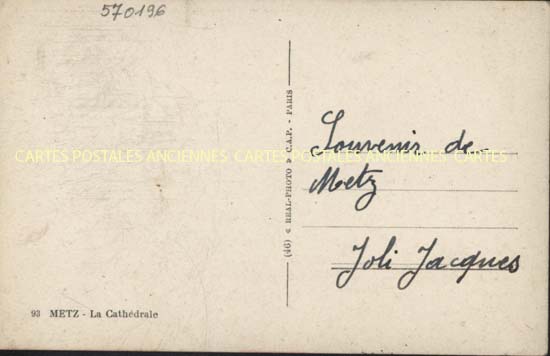 570196
Souvenir de
Metz
Joli Jacques
CARTES POSTALES ANCIENNES CARTES POSTALES ANCIENNES CARTES
(46) « REAL-PHOTO » C.A.P. - PARIS
93 METZ - La Cathédrale